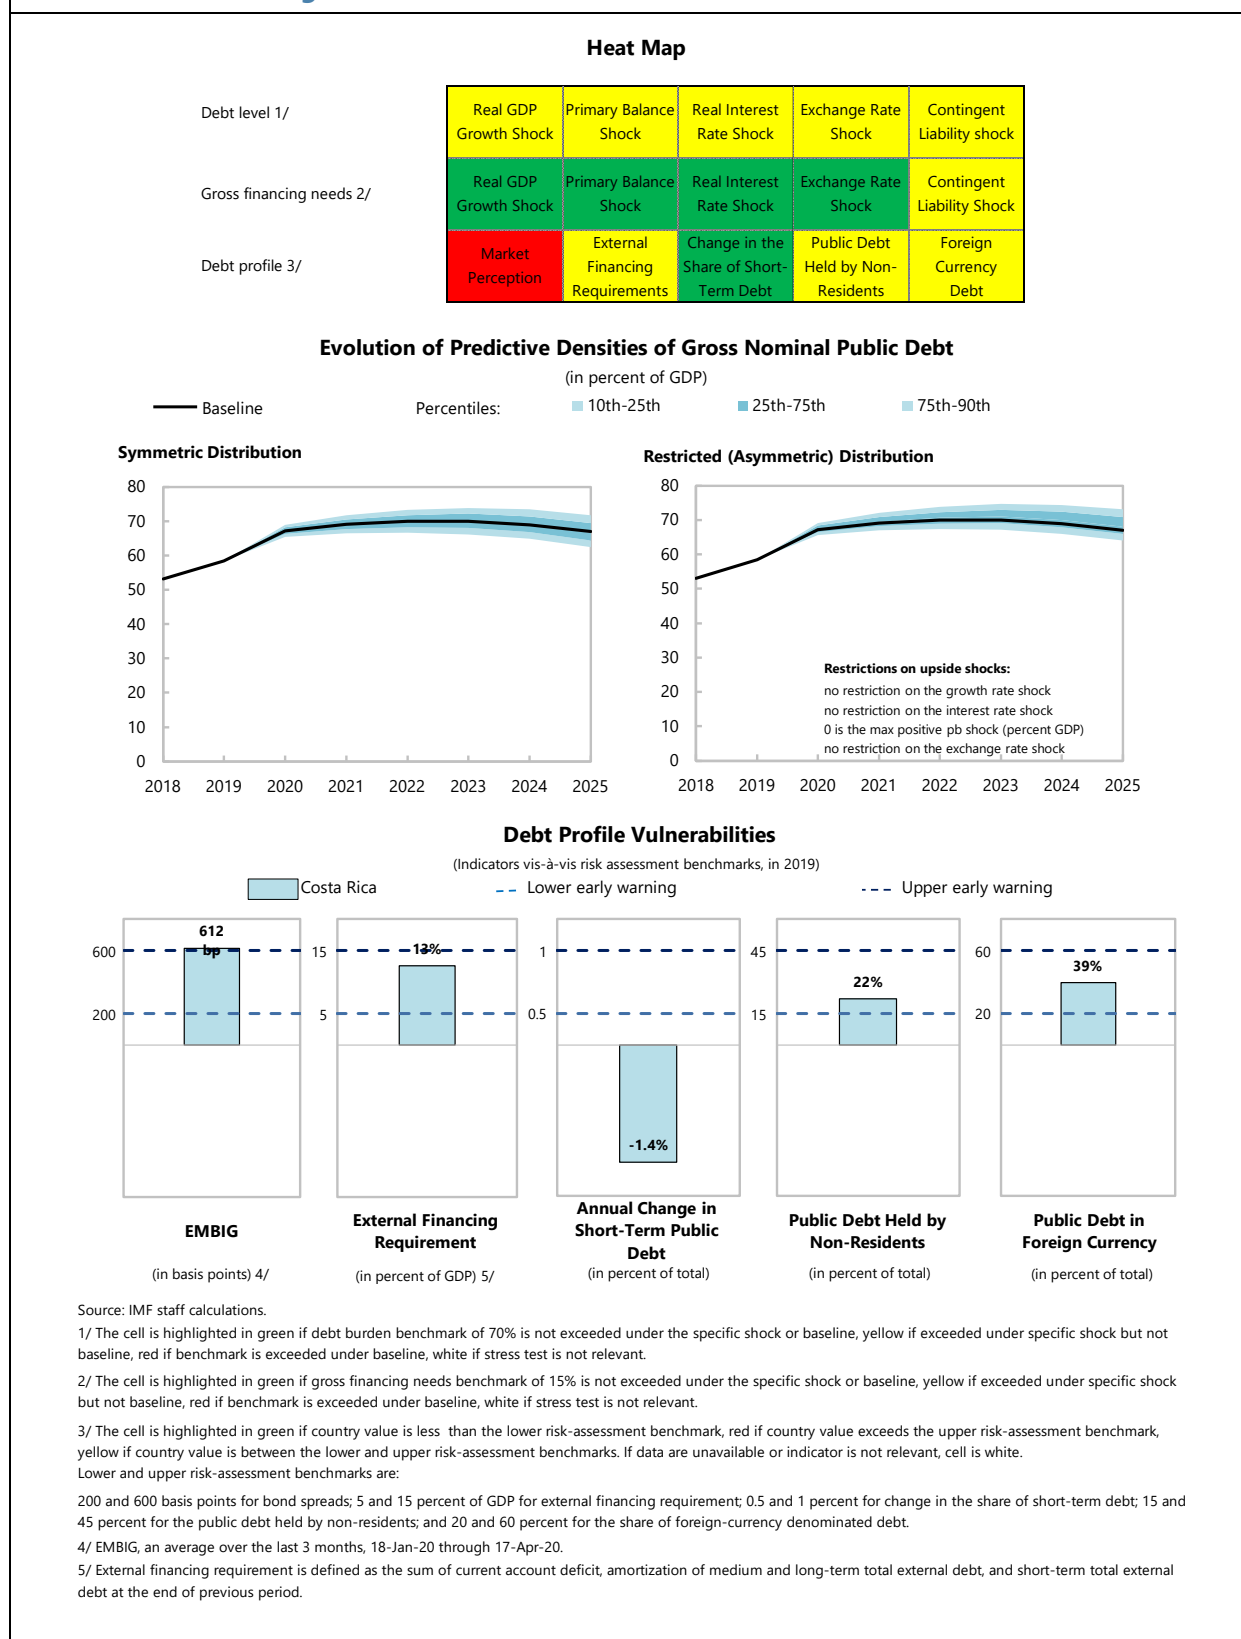 Heat Map
Debt level 1/
Real GDP Growth Shock
Primary Balance Shock
Real Interest Rate Shock
Exchange Rate Shock
Contingent Liability shock
Gross financing needs 2/
Real GDP Growth Shock
Primary Balance Shock
Real Interest Rate Shock
Exchange Rate Shock
Contingent Liability Shock
Debt profile 3/
Market Perception
External Financing Requirements
Change in the Share of Short-Term Debt
Public Debt Held by Non-Residents
Foreign Currency Debt
Evolution of Predictive Densities of Gross Nominal Public Debt
(in percent of GDP)
Baseline Percentiles: 10th-25th 25th-75th 75th-90th
Symmetric Distribution
80
70
60
50
40
30
20
10
0
2018 2019 2020 2021 2022 2023 2024 2025
Restricted (Asymmetric) Distribution
80
70
60
50
40
30
20
10
0
Restrictions on upside shocks:
no restriction on the growth rate shock
no restriction on the interest rate shock
0 is the max positive pb shock (percent GDP)
no restriction on the exchange rate shock
2018 2019 2020 2021 2022 2023 2024 2025
Debt Profile Vulnerabilities
(Indicators vis-à-vis risk assessment benchmarks, in 2019)
Costa Rica Lower early warning Upper early warning
600
200
612
bp
EMBIG
(in basis points) 4/
15
5
13%
External Financing
Requirement
(in percent of GDP) 5/
1
0.5
-1.4%
Annual Change in
Short-Term Public
Debt
(in percent of total)
45
15
22%
Public Debt Held by
Non-Residents
(in percent of total)
60
20
39%
Public Debt in
Foreign Currency
(in percent of total)
Source: IMF staff calculations.
1/ The cell is highlighted in green if debt burden benchmark of 70% is not exceeded under the specific shock or baseline, yellow if exceeded under specific shock but not
baseline, red if benchmark is exceeded under baseline, white if stress test is not relevant.
2/ The cell is highlighted in green if gross financing needs benchmark of 15% is not exceeded under the specific shock or baseline, yellow if exceeded under specific shock
but not baseline, red if benchmark is exceeded under baseline, white if stress test is not relevant.
3/ The cell is highlighted in green if country value is less than the lower risk-assessment benchmark, red if country value exceeds the upper risk-assessment benchmark,
yellow if country value is between the lower and upper risk-assessment benchmarks. If data are unavailable or indicator is not relevant, cell is white.
Lower and upper risk-assessment benchmarks are:
200 and 600 basis points for bond spreads; 5 and 15 percent of GDP for external financing requirement; 0.5 and 1 percent for change in the share of short-term debt; 15 and
45 percent for the public debt held by non-residents; and 20 and 60 percent for the share of foreign-currency denominated debt.
4/ EMBIG, an average over the last 3 months, 18-Jan-20 through 17-Apr-20.
5/ External financing requirement is defined as the sum of current account deficit, amortization of medium and long-term total external debt, and short-term total external
debt at the end of previous period.